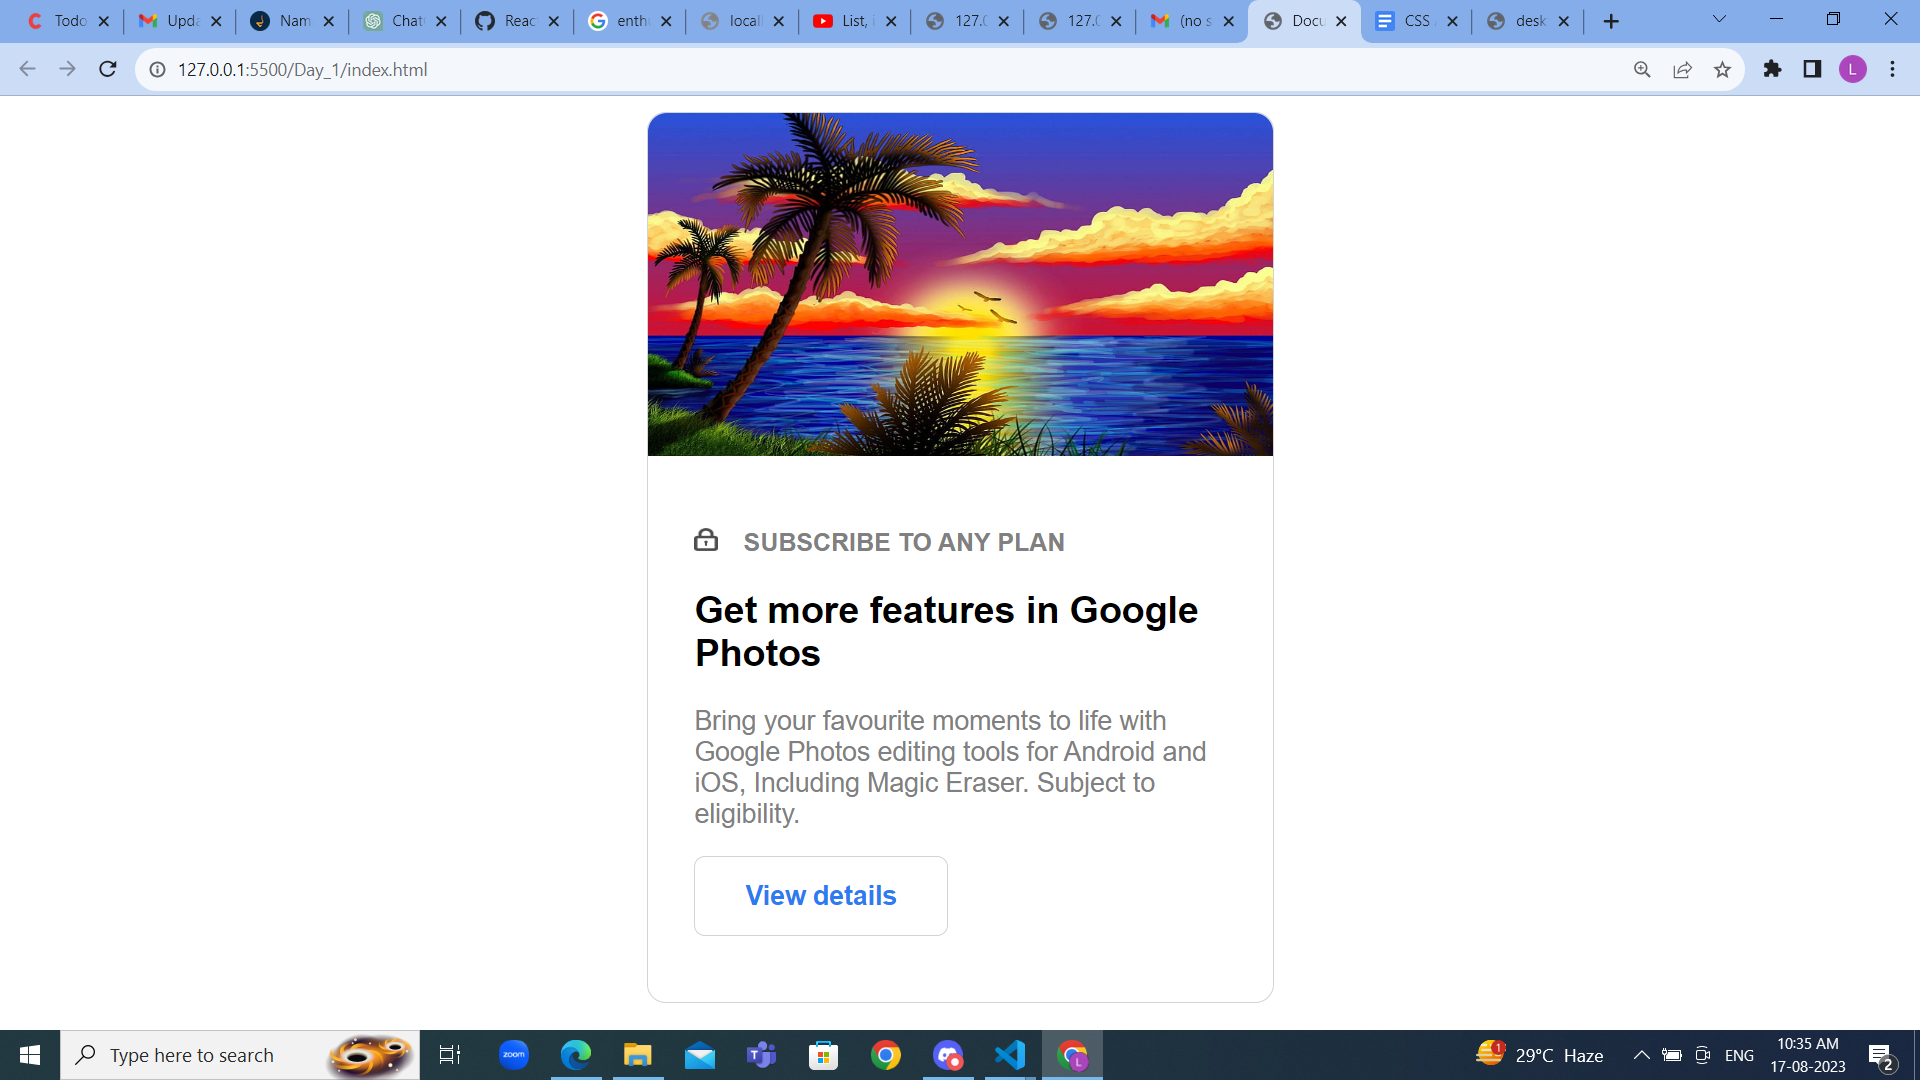 Todo
Upda
Nam
Chat
Reac
enth
local
List, i
127.0
127.0
(no s
Docu
CSS
desk
127.0.0.1:5500/Day_1/index.html
L
SUBSCRIBE TO ANY PLAN
Get more features in Google
Photos
Bring your favourite moments to life with
Google Photos editing tools for Android and
iOS, Including Magic Eraser. Subject to
eligibility.
View details
Type here to search
zoom
1
29°C Haze
ENG
10:35 AM
17-08-2023
2